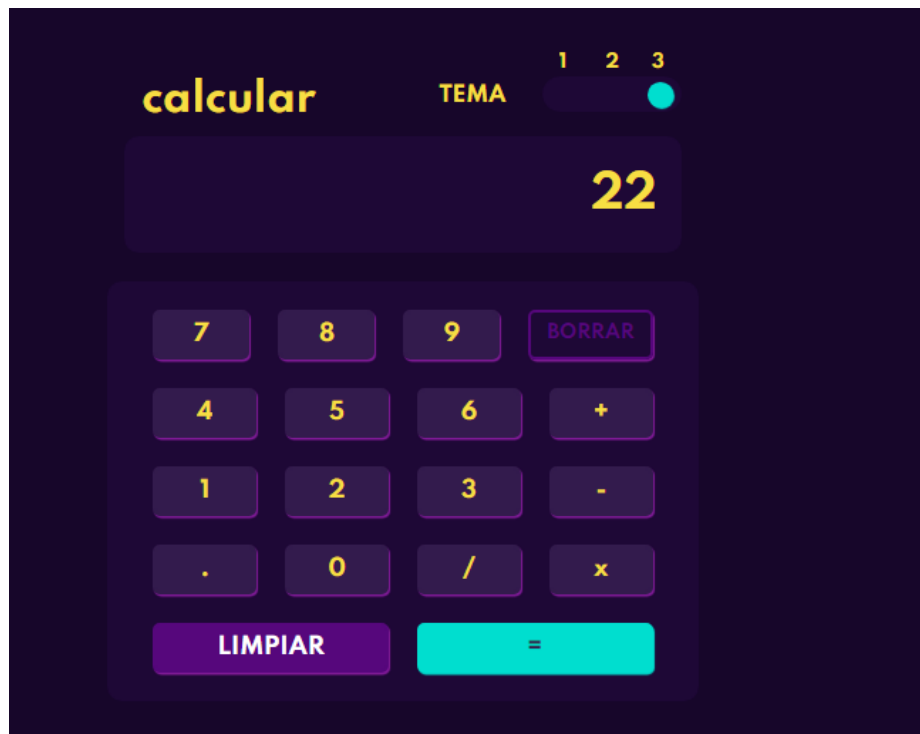 1 2 3
calcular TEMA
22
7 8 9 BORRAR
4 5 6 +
1 2 3 -
. 0 / x
LIMPIAR =